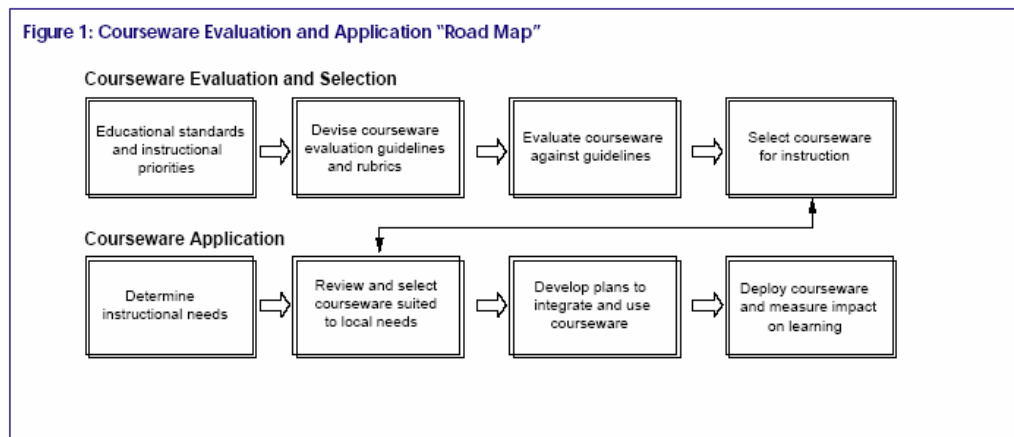 Figure 1: Courseware Evaluation and Application "Road Map"
Courseware Evaluation and Selection
Educational standards
and instructional
priorities
Devise courseware
evaluation guidelines
and rubrics
Evaluate courseware
against guidelines
Select courseware
for instruction
Courseware Application
Determine
instructional needs
Review and select
courseware suited
to local needs
Develop plans to
integrate and use
courseware
Deploy courseware
and measure impact
on learning